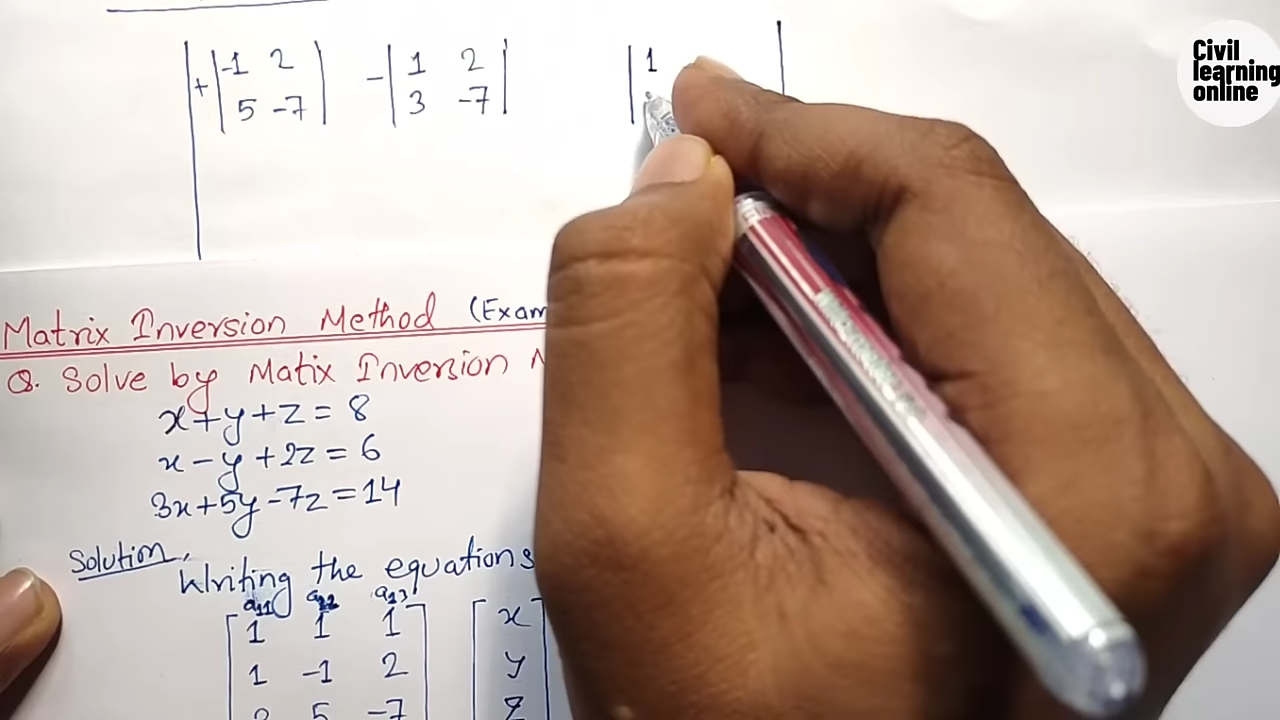 Civil
learning
online
+|-1 2| -|1 2| |1
|5 -7| |3 -7|
Matrix Inversion Method (Exam
Q. Solve by Matix Inversion
x + y + z = 8
x - y + 2z = 6
3x + 5y - 7z = 14
Solution,
Writing the equations
a11 a13
1 1 1 x
1 -1 2 y
5 -7 z